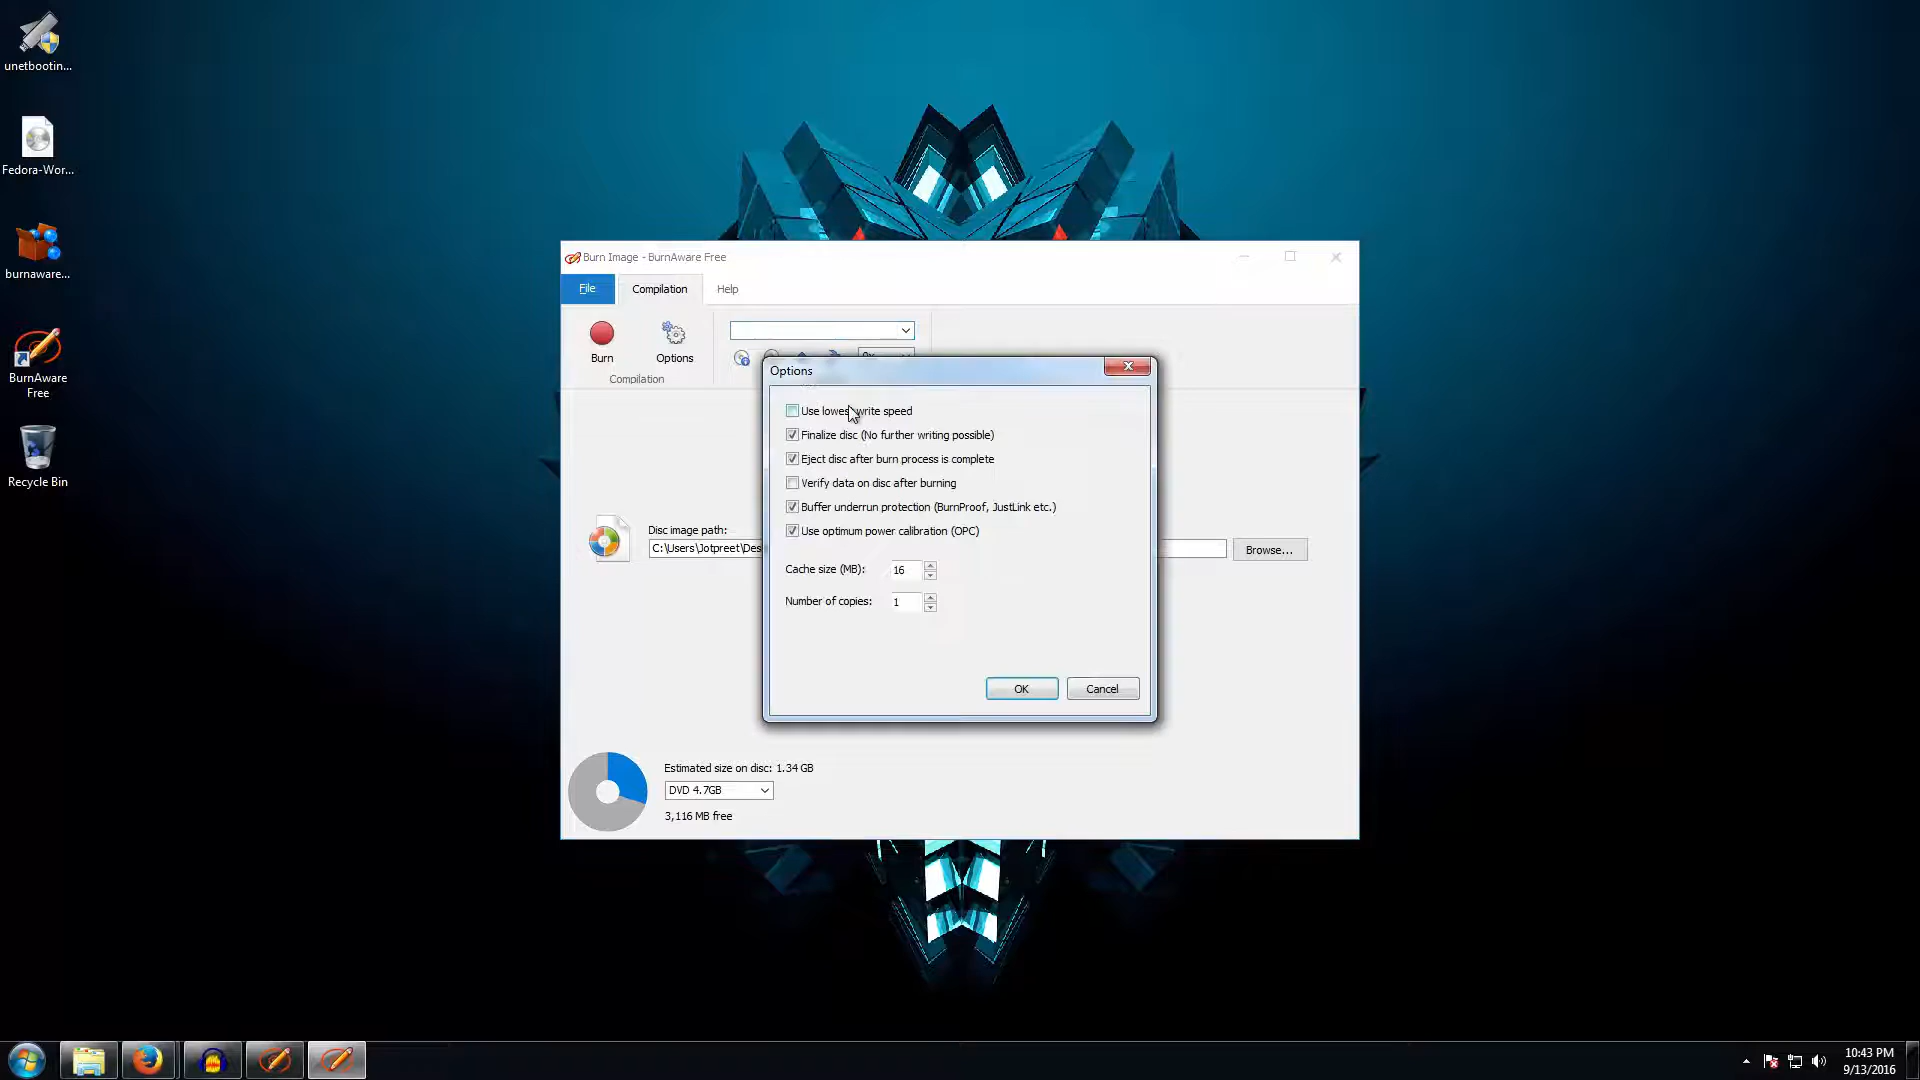 unetbootin...
Fedora-Wor...
burnaware...
BurnAware
Free
Recycle Bin
Burn Image - BurnAware Free
File
Compilation
Help
Burn
Options
Compilation
Options
Use lowest write speed
Finalize disc (No further writing possible)
Eject disc after burn process is complete
Verify data on disc after burning
Buffer underrun protection (BurnProof, JustLink etc.)
Use optimum power calibration (OPC)
Cache size (MB): 16
Number of copies: 1
OK
Cancel
Disc image path:
C:\Users\Jotpreet\Des
Browse...
Estimated size on disc: 1.34 GB
DVD 4.7GB
3,116 MB free
10:43 PM
9/13/2016